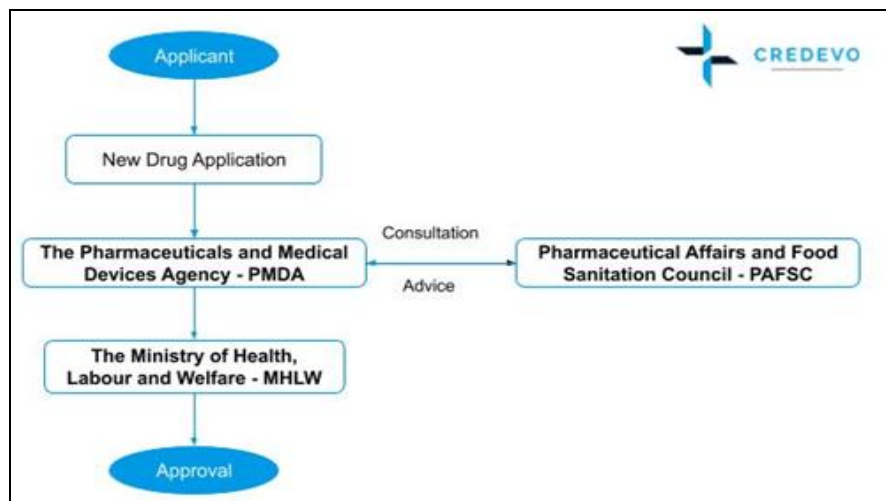 Applicant
CREDEVO
New Drug Application
The Pharmaceuticals and Medical
Devices Agency - PMDA
Consultation
Advice
Pharmaceutical Affairs and Food
Sanitation Council - PAFSC
The Ministry of Health,
Labour and Welfare - MHLW
Approval